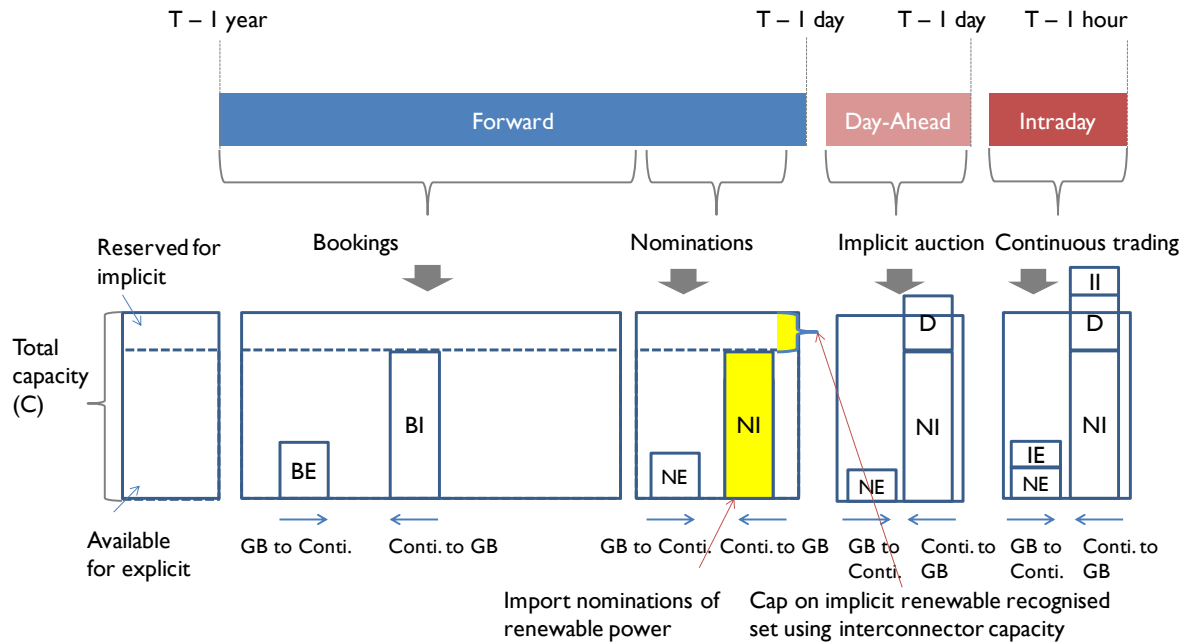 T – 1 year
T – 1 day
T – 1 day
T – 1 hour
Forward
Day-Ahead
Intraday
Bookings
Nominations
Implicit auction
Continuous trading
Reserved for
implicit
Total
capacity
(C)
Available
for explicit
BE
BI
NE
NI
NE
D
NI
IE
NE
II
D
NI
GB to Conti.
Conti. to GB
GB to Conti.
Conti. to GB
GB to
Conti.
Conti. to
GB
GB to
Conti.
Conti. to
GB
Import nominations of
renewable power
Cap on implicit renewable recognised
set using interconnector capacity